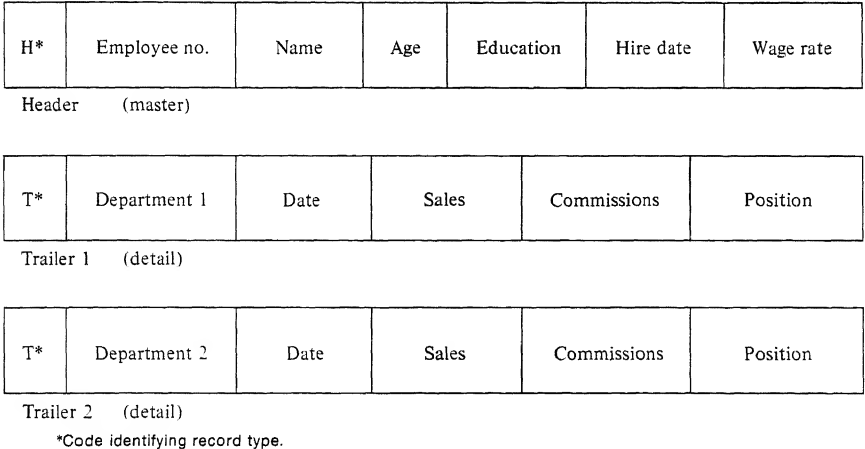 H* Employee no. Name Age Education Hire date Wage rate
Header (master)
T* Department 1 Date Sales Commissions Position
Trailer 1 (detail)
T* Department 2 Date Sales Commissions Position
Trailer 2 (detail)
*Code identifying record type.